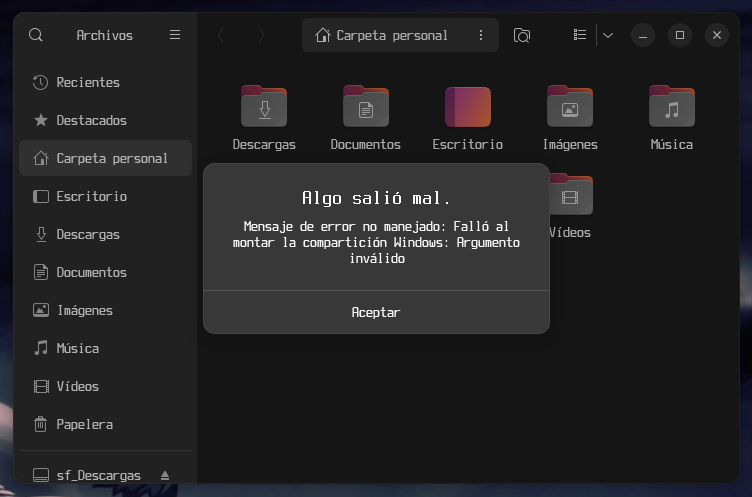 Archivos
Carpeta personal
Recientes
Destacados
Carpeta personal
Escritorio
Descargas
Documentos
Imágenes
Música
Vídeos
Papelera
sf_Descargas
Descargas
Documentos
Escritorio
Imágenes
Música
Vídeos
Algo salió mal.
Mensaje de error no manejado: Falló al
montar la compartición Windows: Argumento
inválido
Aceptar